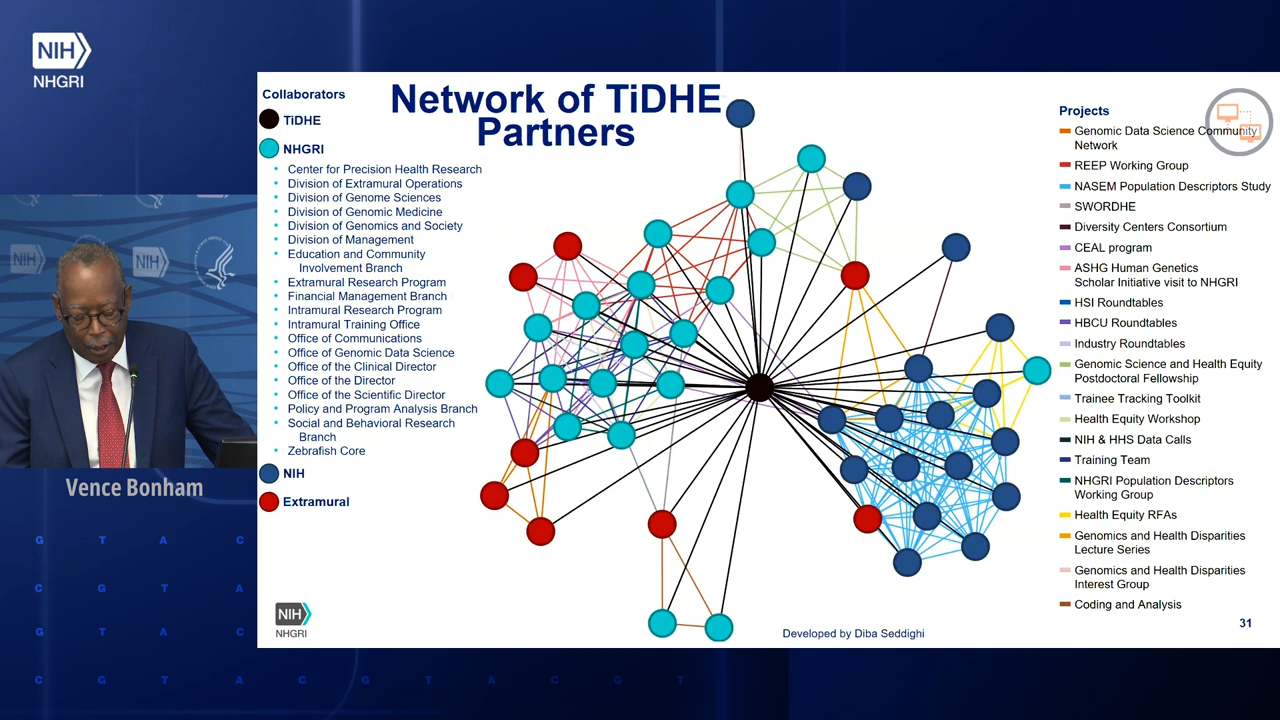 NIH
NHGRI
NIH
NIH
Vence Bonham
G T A C
C G T A
G T A C
C G T A C G T A C G T
Network of TiDHE
Partners
Collaborators
TiDHE
NHGRI
Center for Precision Health Research
Division of Extramural Operations
Division of Genome Sciences
Division of Genomic Medicine
Division of Genomics and Society
Division of Management
Education and Community
Involvement Branch
Extramural Research Program
Financial Management Branch
Intramural Research Program
Intramural Training Office
Office of Communications
Office of Genomic Data Science
Office of the Clinical Director
Office of the Director
Office of the Scientific Director
Policy and Program Analysis Branch
Social and Behavioral Research
Branch
Zebrafish Core
NIH
Extramural
NIH
NHGRI
Developed by Diba Seddighi
Projects
Genomic Data Science Community
Network
REEP Working Group
NASEM Population Descriptors Study
SWORDHE
Diversity Centers Consortium
CEAL program
ASHG Human Genetics
Scholar Initiative visit to NHGRI
HSI Roundtables
HBCU Roundtables
Industry Roundtables
Genomic Science and Health Equity
Postdoctoral Fellowship
Trainee Tracking Toolkit
Health Equity Workshop
NIH & HHS Data Calls
Training Team
NHGRI Population Descriptors
Working Group
Health Equity RFAs
Genomics and Health Disparities
Lecture Series
Genomics and Health Disparities
Interest Group
Coding and Analysis
31